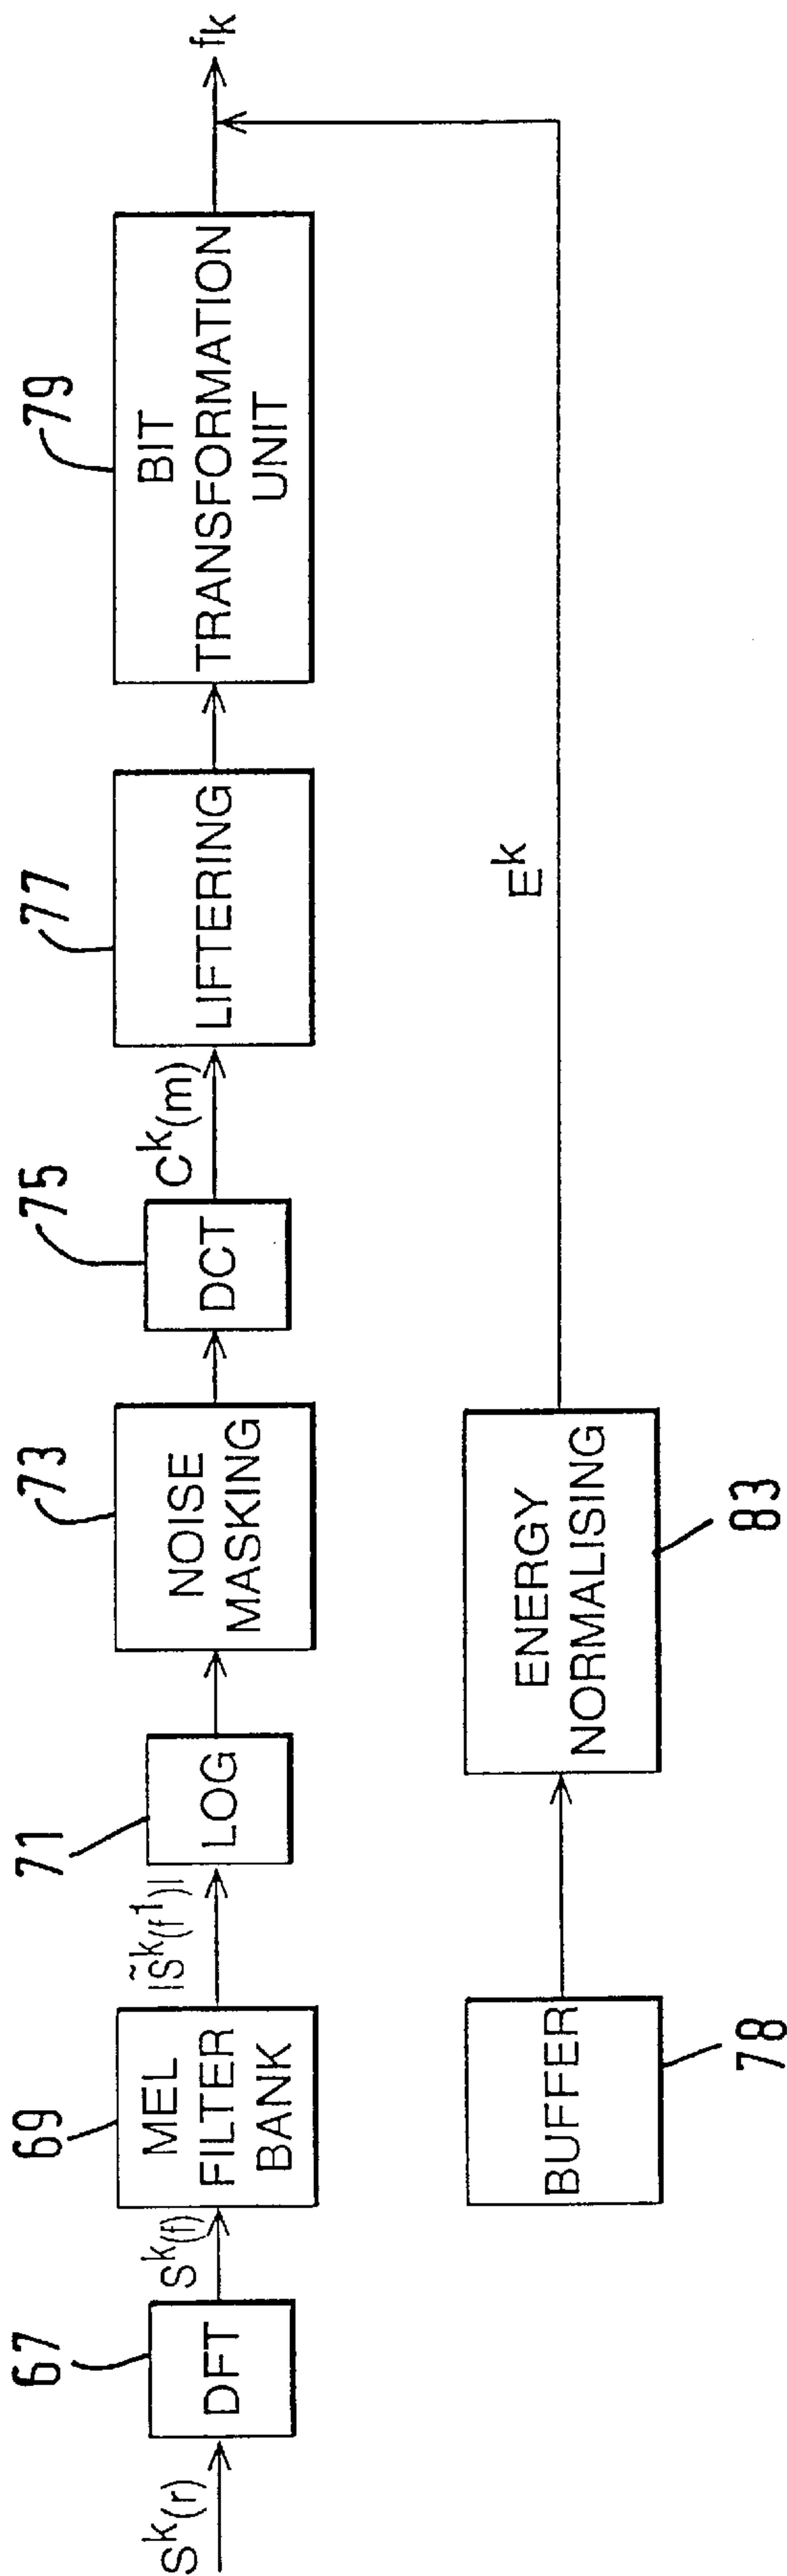 S^k(r)
67
DFT
S^k(f)
69
MEL
FILTER
BANK
|S̃^k(f^1)|
71
LOG
73
NOISE
MASKING
75
DCT
C^k(m)
77
LIFTERING
79
BIT
TRANSFORMATION
UNIT
f_k
BUFFER
78
ENERGY
NORMALISING
83
E^k